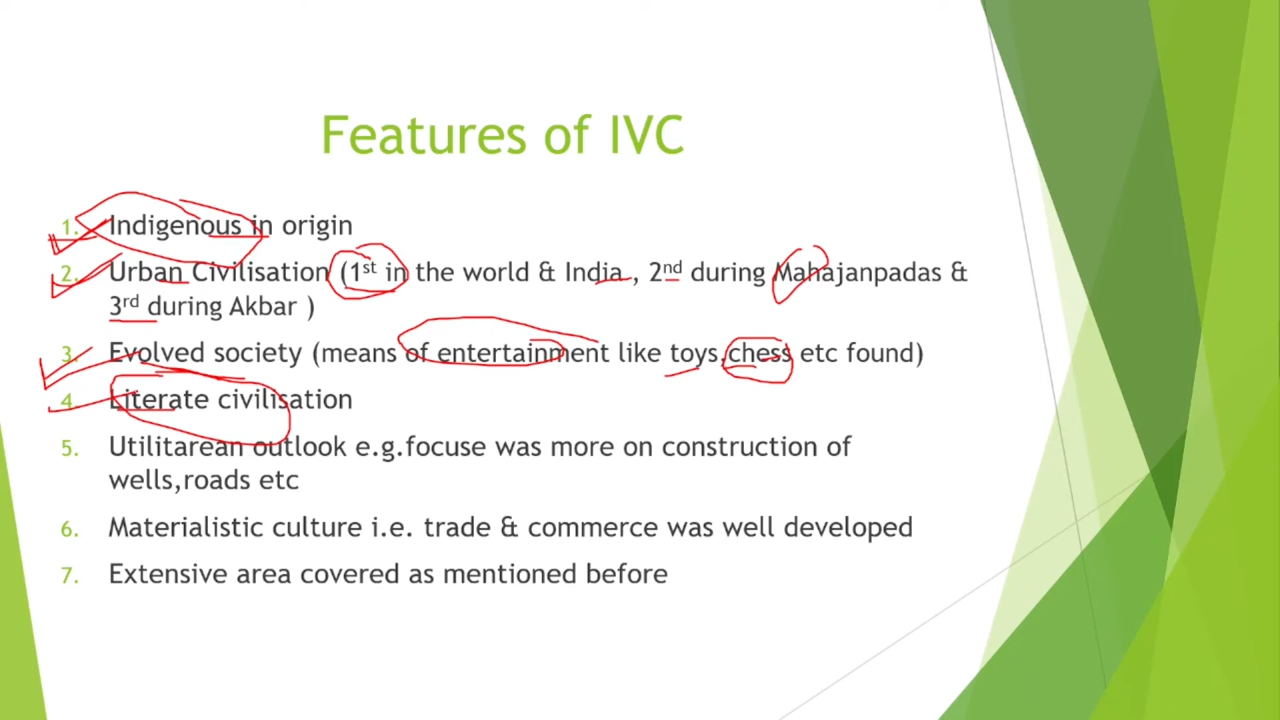 Features of IVC
1. Indigenous in origin
2. Urban Civilisation (1st in the world & India , 2nd during Mahajanpadas &
3rd during Akbar )
3. Evolved society (means of entertainment like toys,chess etc found)
4. Literate civilisation
5. Utilitarean outlook e.g.focuse was more on construction of
wells,roads etc
6. Materialistic culture i.e. trade & commerce was well developed
7. Extensive area covered as mentioned before